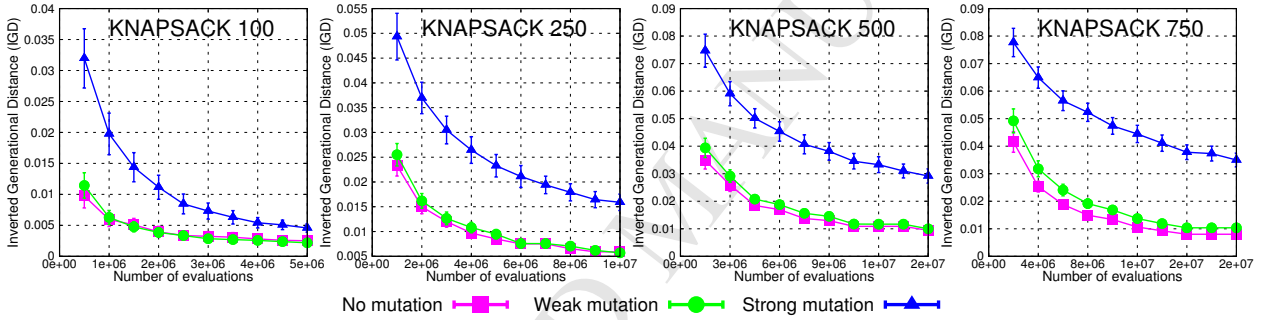 KNAPSACK 100
Inverted Generational Distance (IGD)
0.04
0.035
0.03
0.025
0.02
0.015
0.01
0.005
0
0e+00 1e+06 2e+06 3e+06 4e+06 5e+06
Number of evaluations
KNAPSACK 250
Inverted Generational Distance (IGD)
0.055
0.05
0.045
0.04
0.035
0.03
0.025
0.02
0.015
0.01
0.005
0e+00 2e+06 4e+06 6e+06 8e+06 1e+07
Number of evaluations
KNAPSACK 500
Inverted Generational Distance (IGD)
0.09
0.08
0.07
0.06
0.05
0.04
0.03
0.02
0.01
0
0e+00 3e+06 6e+06 9e+06 1e+07 2e+07
Number of evaluations
KNAPSACK 750
Inverted Generational Distance (IGD)
0.09
0.08
0.07
0.06
0.05
0.04
0.03
0.02
0.01
0
0e+00 4e+06 8e+06 1e+07 2e+07 2e+07
Number of evaluations
No mutation Weak mutation Strong mutation